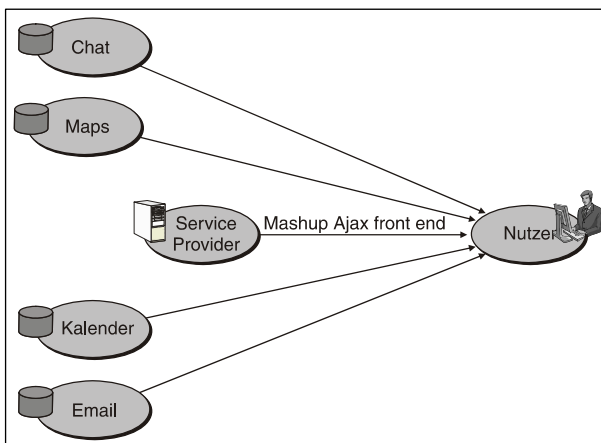 Chat
Maps
Service
Provider
Mashup Ajax front end
Nutzer
Kalender
Email